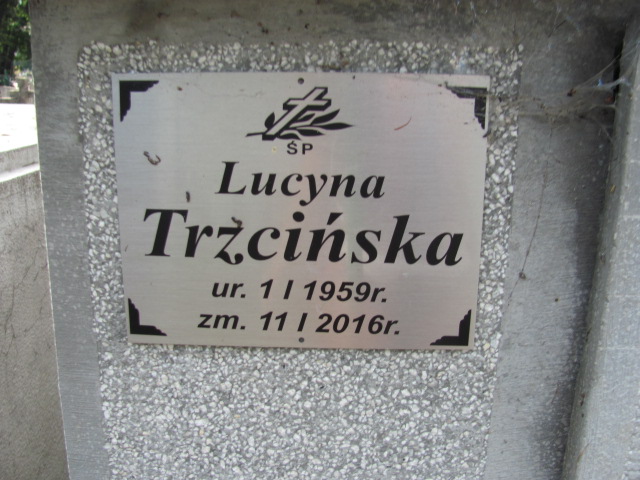 ŚP
Lucyna
Trzcińska
ur. 1 I 1959r.
zm. 11 I 2016r.